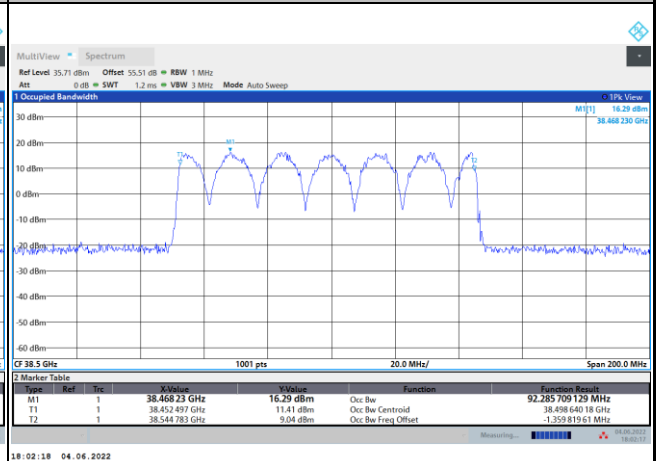 MultiView Spectrum
Ref Level 35.71 dBm Offset 55.51 dB RBW 1 MHz
Att 0 dB SWT 1.2 ms VBW 3 MHz Mode Auto Sweep
1 Occupied Bandwidth 1Pk View
M1[1] 16.29 dBm
38.468 230 GHz
30 dBm
20 dBm
10 dBm
0 dBm
-10 dBm
-20 dBm
-30 dBm
-40 dBm
-50 dBm
-60 dBm
T1
M1
T2
CF 38.5 GHz 1001 pts 20.0 MHz/ Span 200.0 MHz
2 Marker Table
Type Ref Trc X-Value Y-Value Function Function Result
M1 1 38.468 23 GHz 16.29 dBm Occ Bw 92.285 709 129 MHz
T1 1 38.452 497 GHz 11.41 dBm Occ Bw Centroid 38.498 640 18 GHz
T2 1 38.544 783 GHz 9.04 dBm Occ Bw Freq Offset -1.359 819 61 MHz
Measuring... 04.06.2022
18:02:17
18:02:18 04.06.2022